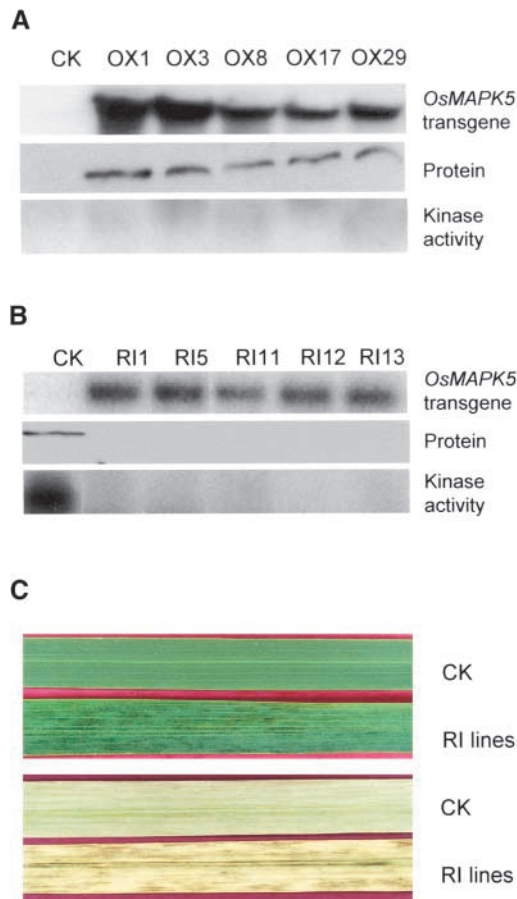 A
CK OX1 OX3 OX8 OX17 OX29
OsMAPK5
transgene
Protein
Kinase
activity
B
CK RI1 RI5 RI11 RI12 RI13
OsMAPK5
transgene
Protein
Kinase
activity
C
CK
RI lines
CK
RI lines